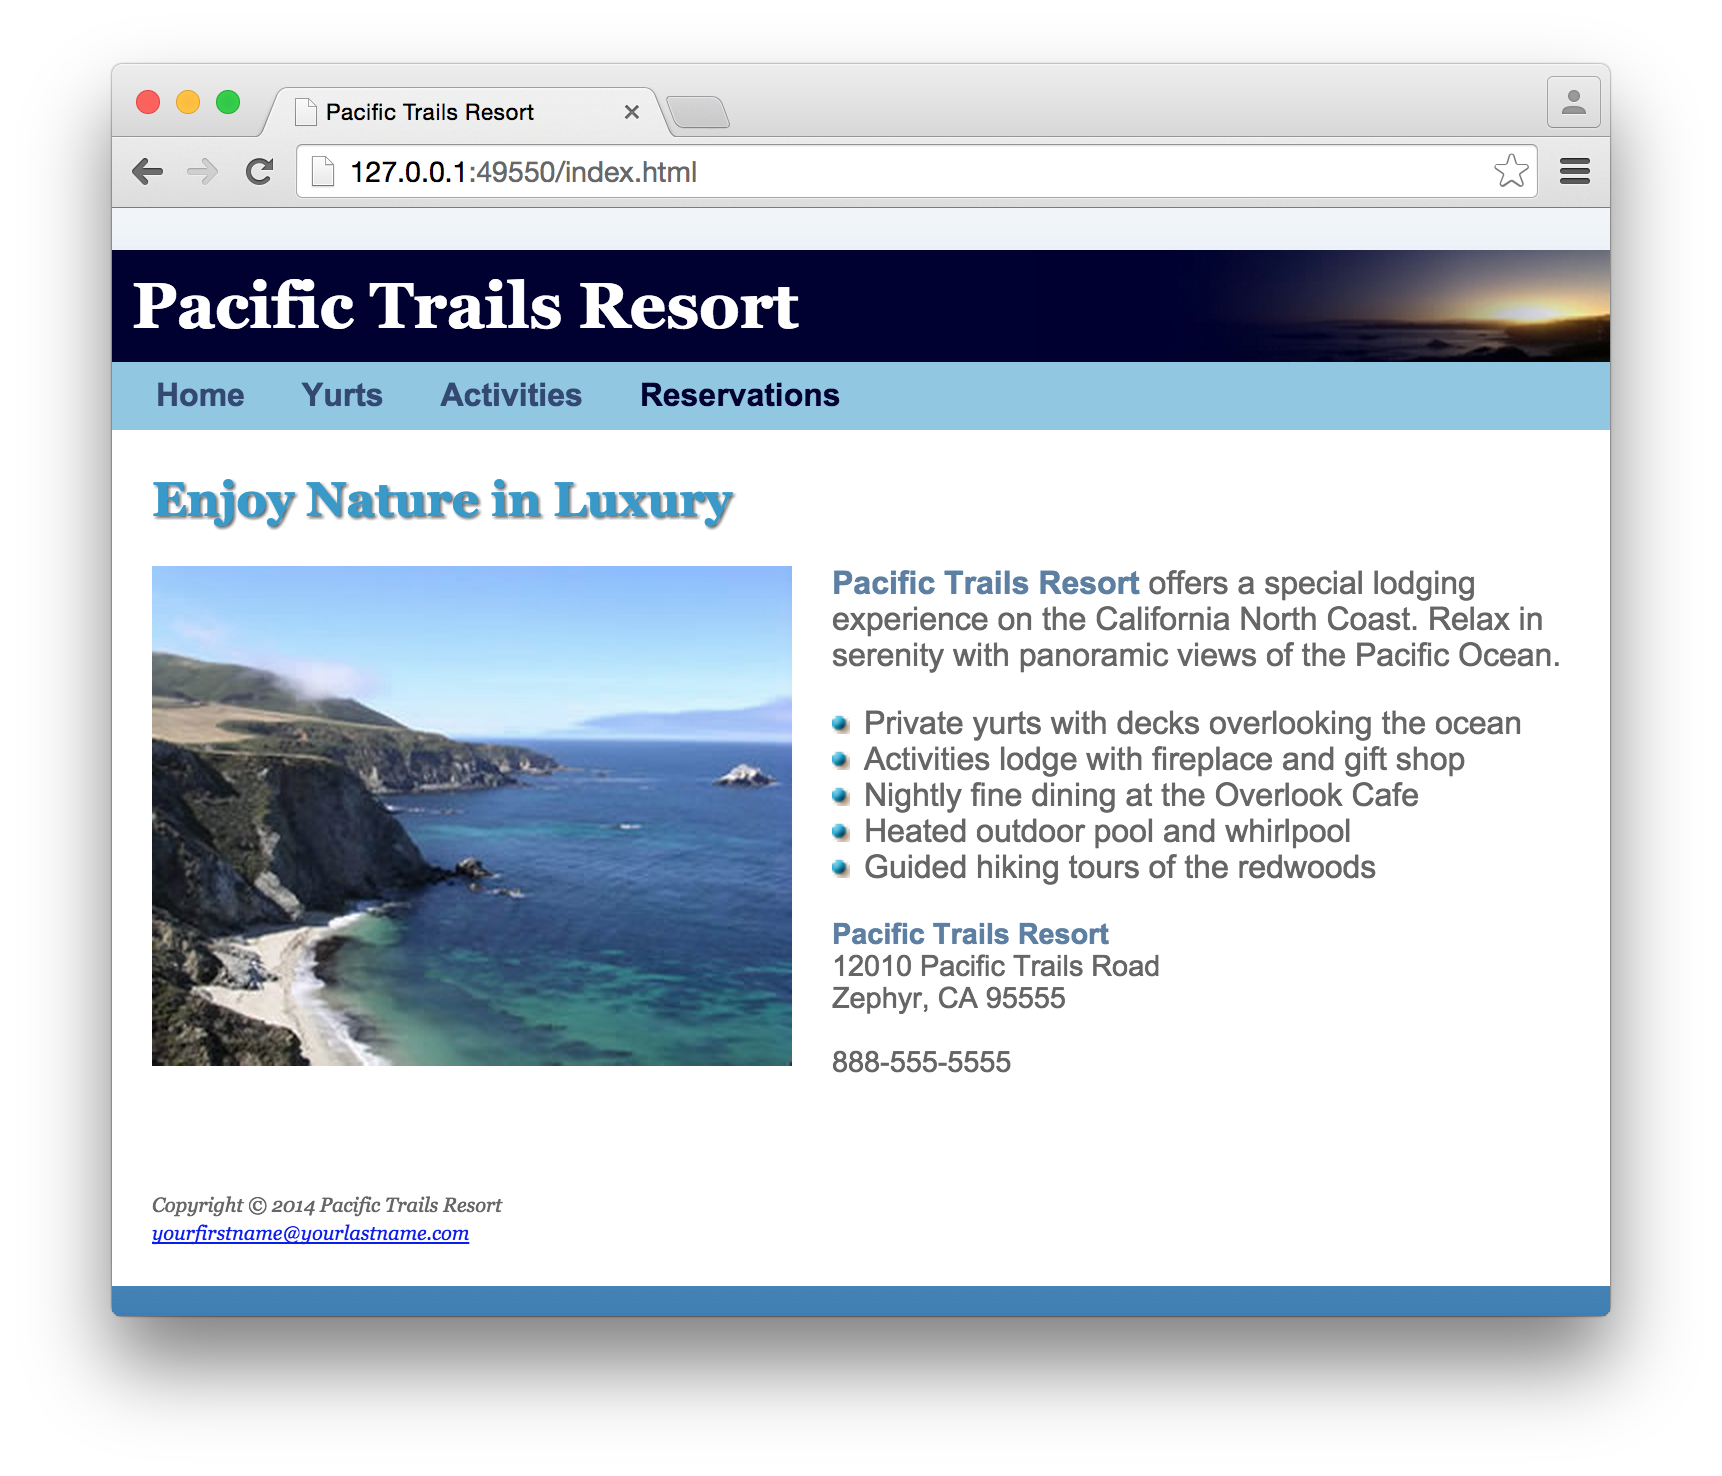 Pacific Trails Resort
127.0.0.1:49550/index.html
Pacific Trails Resort
Home Yurts Activities Reservations
Enjoy Nature in Luxury
Pacific Trails Resort offers a special lodging
experience on the California North Coast. Relax in
serenity with panoramic views of the Pacific Ocean.
Private yurts with decks overlooking the ocean
Activities lodge with fireplace and gift shop
Nightly fine dining at the Overlook Cafe
Heated outdoor pool and whirlpool
Guided hiking tours of the redwoods
Pacific Trails Resort
12010 Pacific Trails Road
Zephyr, CA 95555
888-555-5555
Copyright © 2014 Pacific Trails Resort
yourfirstname@yourlastname.com